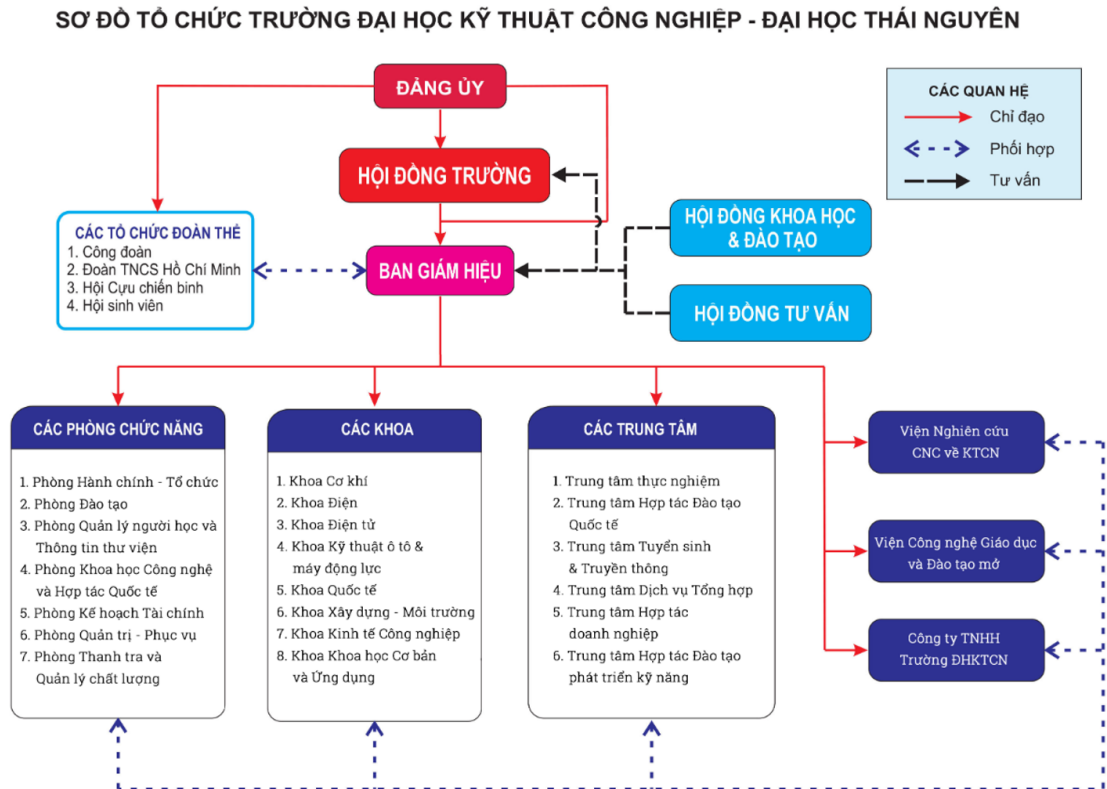 SƠ ĐỒ TỔ CHỨC TRƯỜNG ĐẠI HỌC KỸ THUẬT CÔNG NGHIỆP - ĐẠI HỌC THÁI NGUYÊN
ĐẢNG ỦY
CÁC QUAN HỆ
Chỉ đạo
Phối hợp
Tư vấn
HỘI ĐỒNG TRƯỜNG
HỘI ĐỒNG KHOA HỌC
& ĐÀO TẠO
CÁC TỔ CHỨC ĐOÀN THỂ
1. Công đoàn
2. Đoàn TNCS Hồ Chí Minh
3. Hội Cựu chiến binh
4. Hội sinh viên
BAN GIÁM HIỆU
HỘI ĐỒNG TƯ VẤN
CÁC PHÒNG CHỨC NĂNG
1. Phòng Hành chính - Tổ chức
2. Phòng Đào tạo
3. Phòng Quản lý người học và
Thông tin thư viện
4. Phòng Khoa học Công nghệ
và Hợp tác Quốc tế
5. Phòng Kế hoạch Tài chính
6. Phòng Quản trị - Phục vụ
7. Phòng Thanh tra và
Quản lý chất lượng
CÁC KHOA
1. Khoa Cơ khí
2. Khoa Điện
3. Khoa Điện tử
4. Khoa Kỹ thuật ô tô &
máy động lực
5. Khoa Quốc tế
6. Khoa Xây dựng - Môi trường
7. Khoa Kinh tế Công nghiệp
8. Khoa Khoa học Cơ bản
và Ứng dụng
CÁC TRUNG TÂM
1. Trung tâm thực nghiệm
2. Trung tâm Hợp tác Đào tạo
Quốc tế
3. Trung tâm Tuyển sinh
& Truyền thông
4. Trung tâm Dịch vụ Tổng hợp
5. Trung tâm Hợp tác
doanh nghiệp
6. Trung tâm Hợp tác Đào tạo
phát triển kỹ năng
Viện Nghiên cứu
CNC về KTCN
Viện Công nghệ Giáo dục
và Đào tạo mở
Công ty TNHH
Trường ĐHKTCN